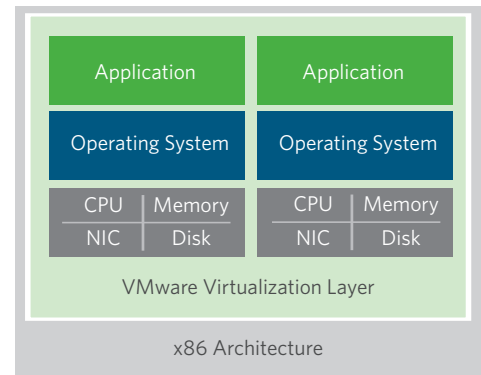 Application Application
Operating System Operating System
CPU Memory CPU Memory
NIC Disk NIC Disk
VMware Virtualization Layer
x86 Architecture